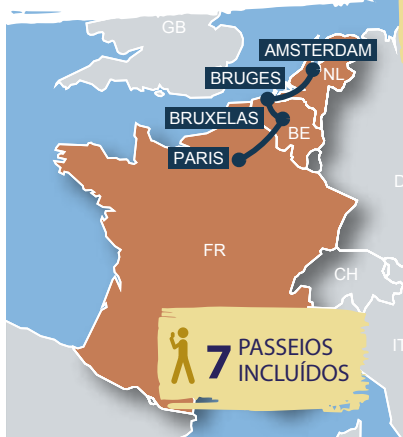 GB
AMSTERDAM
NL
BRUGES
BRUXELAS
BE
PARIS
D
FR
CH
IT
7 PASSEIOS
INCLUÍDOS